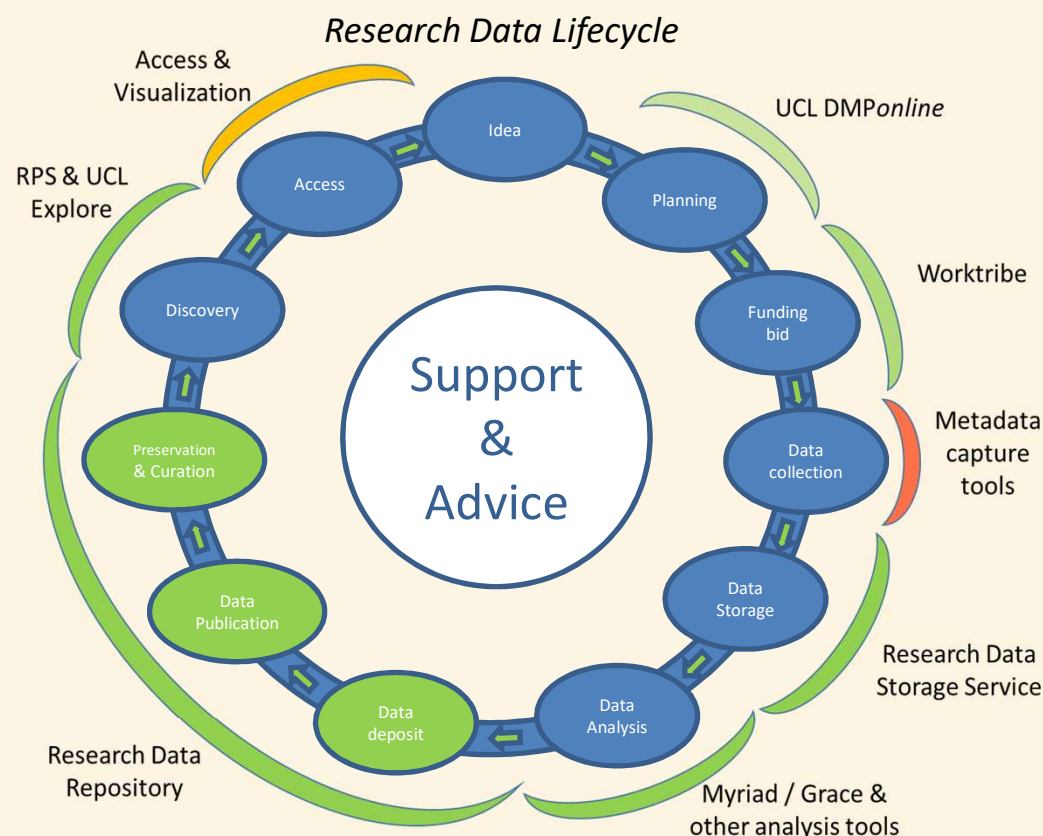 Research Data Lifecycle
Access &
Visualization
RPS & UCL
Explore
UCL DMPonline
Worktribe
Metadata
capture
tools
Research Data
Storage Service
Myriad / Grace &
other analysis tools
Research Data
Repository
Idea
Planning
Funding
bid
Data
collection
Data
Storage
Data
Analysis
Data
deposit
Data
Publication
Preservation
& Curation
Discovery
Access
Support
&
Advice